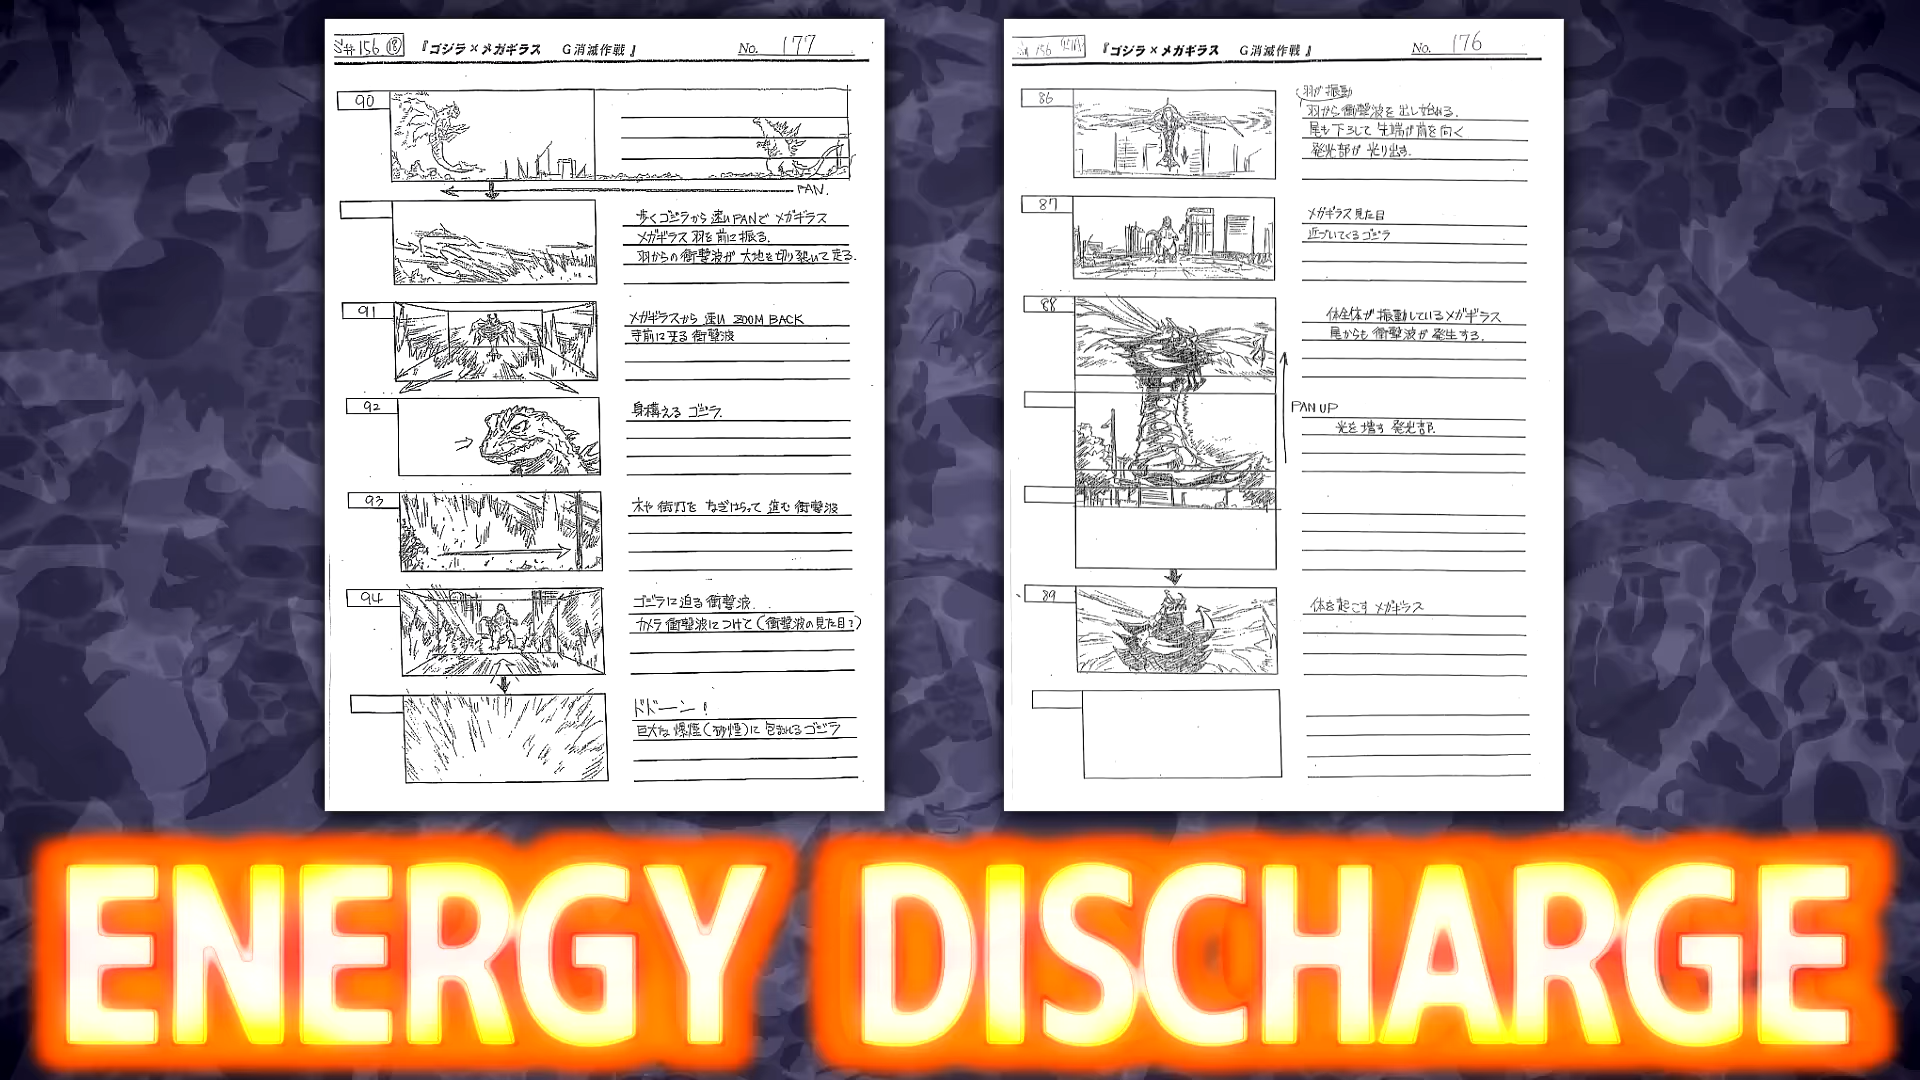 S#156 ⑱
『ゴジラ×メガギラス G消滅作戦』
No. 177
90
PAN.
歩くゴジラから速いPANで メガギラス
メガギラス 羽を前に振る.
羽からの衝撃波が 大地を切り裂いて走る.
91
メガギラスから 速い ZOOM BACK
手前に来る 衝撃波
92
身構える ゴジラ.
93
木や 街灯を なぎはらって 進む 衝撃波
94
ゴジラに迫る 衝撃波.
カメラ 衝撃波につけて(衝撃波の見た目?)
ドドーン!
巨大な 爆煙(砂煙)に 包まれる ゴジラ
156
『ゴジラ×メガギラス G消滅作戦』
No. 176
86
羽が 振動
羽から衝撃波を 出し始める.
尾も 下ろして 先端が 前を 向く
発光部が 光り出す.
87
メガギラス 見た目
近づいてくる ゴジラ
88
体全体が 振動している メガギラス
尾からも 衝撃波が 発生する.
PAN UP
光を 増す 発光部.
89
体を 起こす メガギラス
ENERGY DISCHARGE